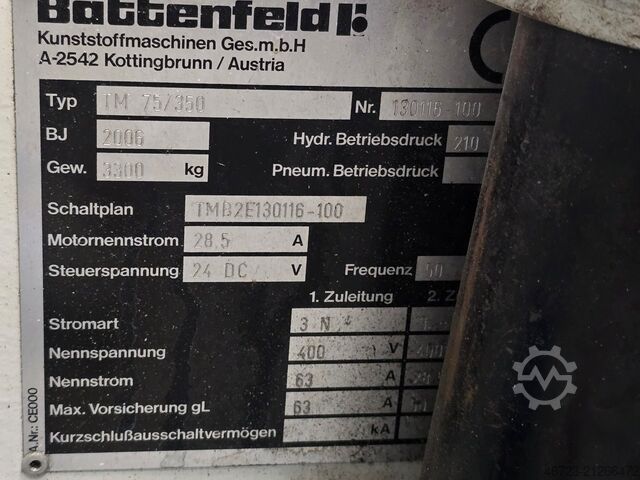 Battenfeld
Kunststoffmaschinen Ges.m.b.H
A-2542 Kottingbrunn / Austria
Typ TM 75/350 Nr. 130116-100
BJ 2006 Hydr. Betriebsdruck 210
Gew. 3300 kg Pneum. Betriebsdruck
Schaltplan TMB2E130116-100
Motornennstrom 28,5 A
Steuerspannung 24 DC V Frequenz 50
1. Zuleitung 2.
Stromart 3 N
Nennspannung 400 V 400
Nennstrom 63 A
Max. Vorsicherung gL 63 A
Kurzschlußausschaltvermögen kA
A.Nr.: CE000